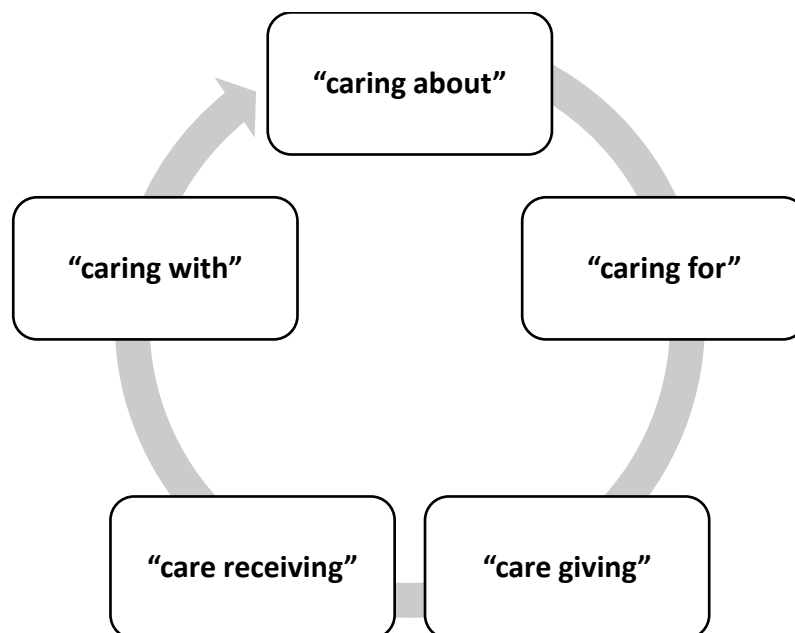 “caring about”
“caring for”
“care giving”
“care receiving”
“caring with”